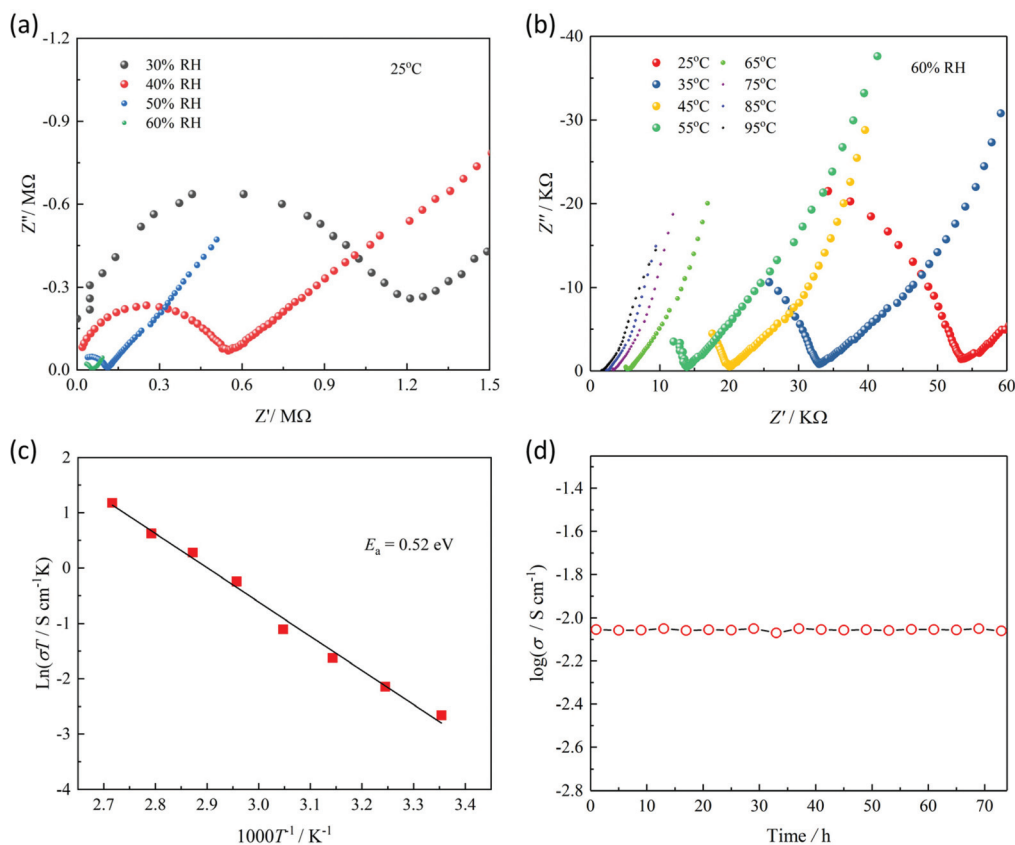 (a)
-1.2
-0.9
-0.6
-0.3
0.0
0.0 0.3 0.6 0.9 1.2 1.5
Z''/ MΩ
Z'/ MΩ
30% RH
40% RH
50% RH
60% RH
25°C
(b)
-40
-30
-20
-10
0
0 10 20 30 40 50 60
Z''/ KΩ
Z'/ KΩ
25°C 65°C
35°C 75°C
45°C 85°C
55°C 95°C
60% RH
(c)
2
1
0
-1
-2
-3
-4
2.7 2.8 2.9 3.0 3.1 3.2 3.3 3.4
Ln(σT / S cm⁻¹K)
1000T⁻¹ / K⁻¹
Eₐ = 0.52 eV
(d)
-1.4
-1.6
-1.8
-2.0
-2.2
-2.4
-2.6
-2.8
0 10 20 30 40 50 60 70
log(σ / S cm⁻¹)
Time / h